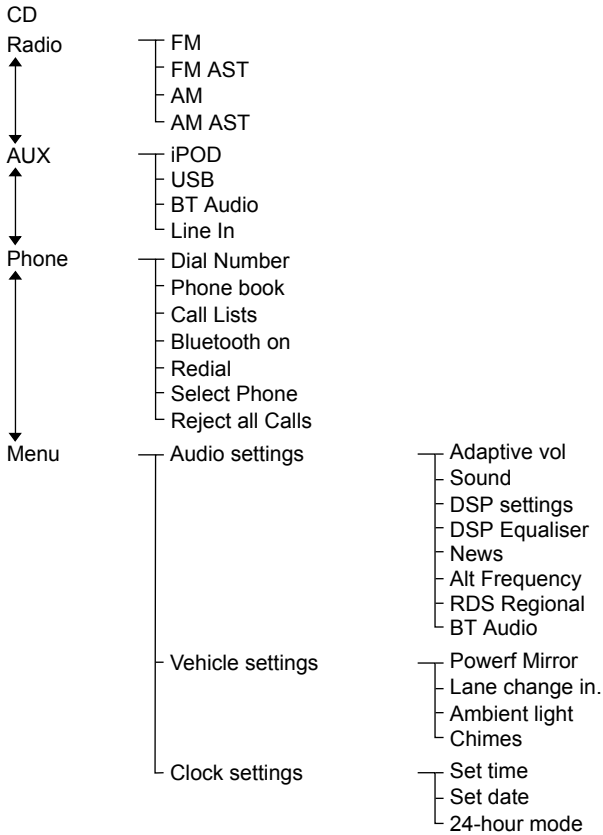 CD
Radio
FM
FM AST
AM
AM AST
AUX
iPOD
USB
BT Audio
Line In
Phone
Dial Number
Phone book
Call Lists
Bluetooth on
Redial
Select Phone
Reject all Calls
Menu
Audio settings
Adaptive vol
Sound
DSP settings
DSP Equaliser
News
Alt Frequency
RDS Regional
BT Audio
Vehicle settings
Powerf Mirror
Lane change in.
Ambient light
Chimes
Clock settings
Set time
Set date
24-hour mode